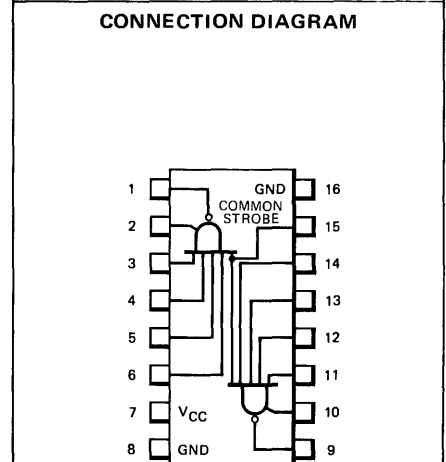 CONNECTION DIAGRAM
1 GND 16
COMMON
2 STROBE 15
3 14
4 13
5 12
6 11
7 VCC 10
8 GND 9